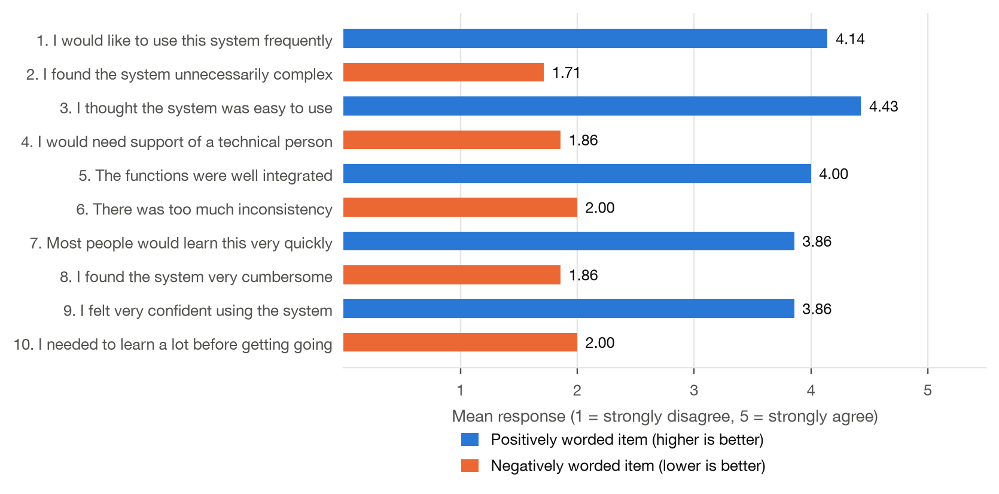 1. I would like to use this system frequently 4.14
2. I found the system unnecessarily complex 1.71
3. I thought the system was easy to use 4.43
4. I would need support of a technical person 1.86
5. The functions were well integrated 4.00
6. There was too much inconsistency 2.00
7. Most people would learn this very quickly 3.86
8. I found the system very cumbersome 1.86
9. I felt very confident using the system 3.86
10. I needed to learn a lot before getting going 2.00
1 2 3 4 5
Mean response (1 = strongly disagree, 5 = strongly agree)
Positively worded item (higher is better)
Negatively worded item (lower is better)